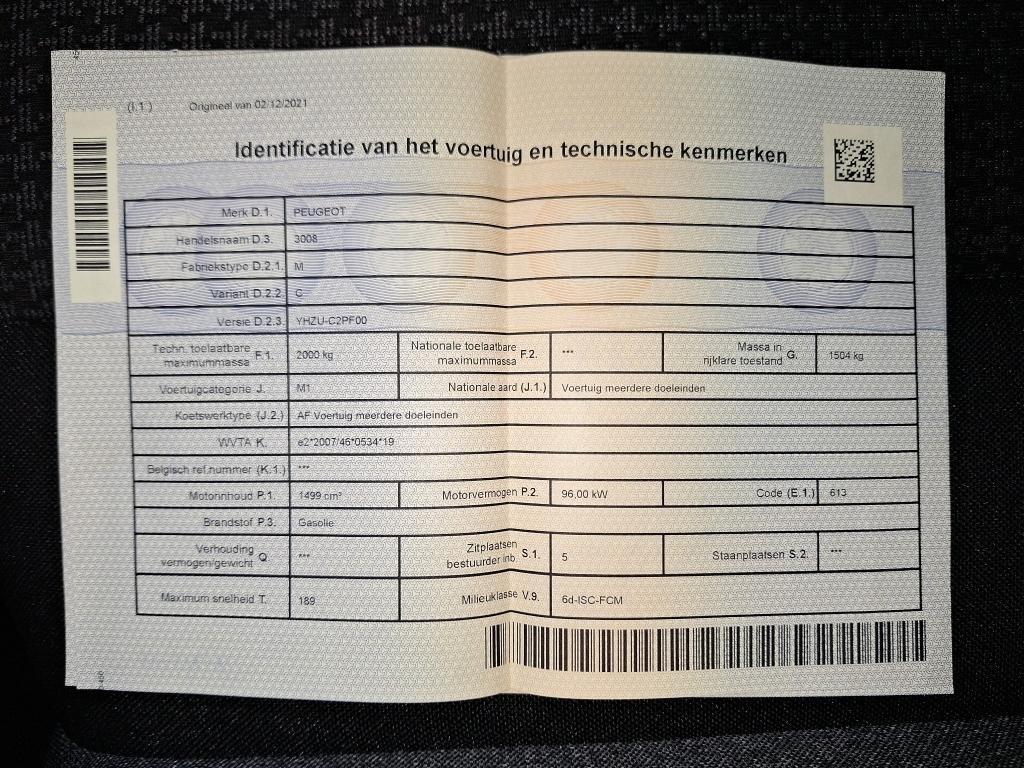 (I.1.) Origineel van 02/12/2021
Identificatie van het voertuig en technische kenmerken
Merk D.1. PEUGEOT
Handelsnaam D.3. 3008
Fabriekstype D.2.1. M
Variant D.2.2. C
Versie D.2.3. YHZU-C2PF00
Techn. toelaatbare maximummassa F.1. 2000 kg Nationale toelaatbare maximummassa F.2. *** Massa in rijklare toestand G. 1504 kg
Voertuigcategorie J. M1 Nationale aard (J.1.) Voertuig meerdere doeleinden
Koetswerktype (J.2.) AF Voertuig meerdere doeleinden
WVTA K. e2*2007/46*0534*19
Belgisch ref.nummer (K.1.) ***
Motorinhoud P.1. 1499 cm³ Motorvermogen P.2. 96,00 kW Code (E.1.) 613
Brandstof P.3. Gasolie
Verhouding vermogen/gewicht Q. *** Zitplaatsen bestuurder inb. S.1. 5 Staanplaatsen S.2. ***
Maximum snelheid T. 189 Milieuklasse V.9. 6d-ISC-FCM